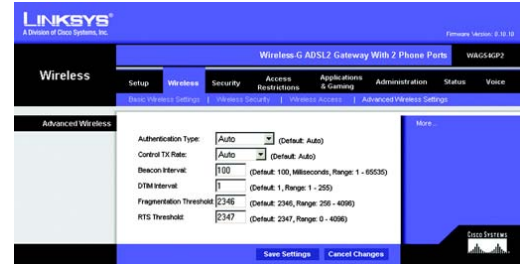 LINKSYS®
A Division of Cisco Systems, Inc.
Firmware Version: 0.10.10
Wireless-G ADSL2 Gateway With 2 Phone Ports WAG54GP2
Wireless
Setup Wireless Security Access Restrictions Applications & Gaming Administration Status Voice
Basic Wireless Settings | Wireless Security | Wireless Access | Advanced Wireless Settings
Advanced Wireless
More...
Authentication Type: Auto (Default: Auto)
Control TX Rate: Auto (Default: Auto)
Beacon Interval: 100 (Default: 100, Milliseconds, Range: 1 - 65535)
DTIM Interval: 1 (Default: 1, Range: 1 - 255)
Fragmentation Threshold: 2346 (Default: 2346, Range: 256 - 4096)
RTS Threshold: 2347 (Default: 2347, Range: 0 - 4096)
Save Settings Cancel Changes
CISCO SYSTEMS